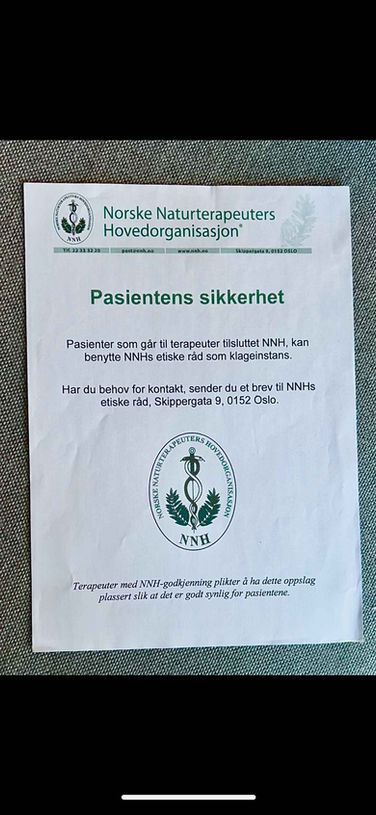 NNH
Norske Naturterapeuters
Hovedorganisasjon®
Tlf. 22 33 52 20 post@nnh.no www.nnh.no Skippergata 9, 0152 OSLO
Pasientens sikkerhet
Pasienter som går til terapeuter tilsluttet NNH, kan
benytte NNHs etiske råd som klageinstans.
Har du behov for kontakt, sender du et brev til NNHs
etiske råd, Skippergata 9, 0152 Oslo.
NORSKE NATURTERAPEUTERS HOVEDORGANISASJON
NNH
Terapeuter med NNH-godkjenning plikter å ha dette oppslag
plassert slik at det er godt synlig for pasientene.